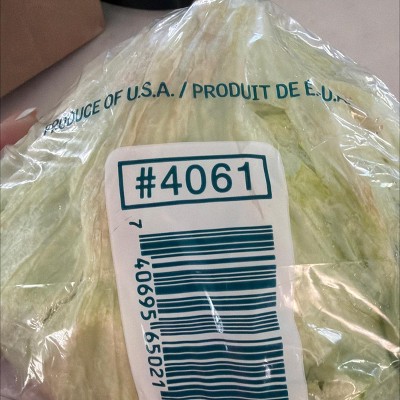 PRODUCE OF U.S.A. / PRODUIT DE É.U.A.
#4061
7 40695 65021